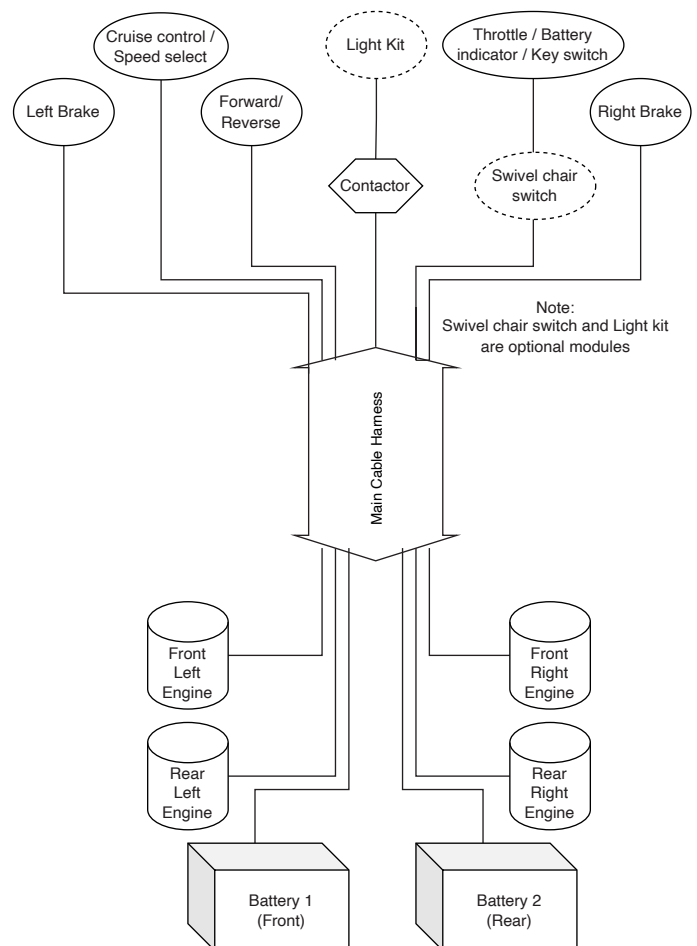 Cruise control /
Speed select
Light Kit
Throttle / Battery
indicator / Key switch
Left Brake
Forward/
Reverse
Right Brake
Contactor
Swivel chair
switch
Note:
Swivel chair switch and Light kit
are optional modules
Main Cable Harness
Front
Left
Engine
Front
Right
Engine
Rear
Left
Engine
Rear
Right
Engine
Battery 1
(Front)
Battery 2
(Rear)